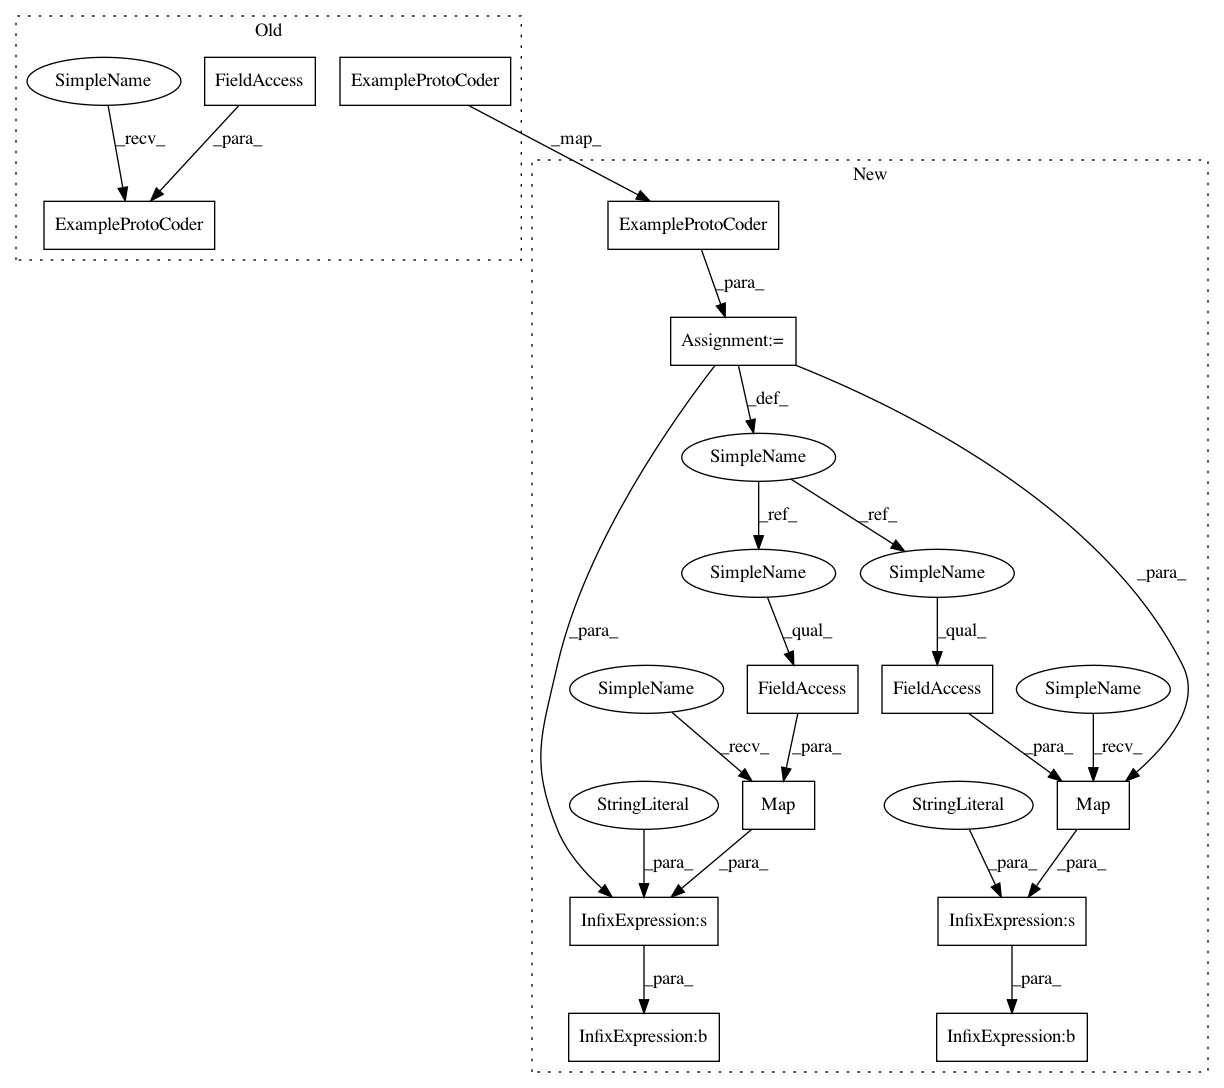 Old
SimpleName
FieldAccess
ExampleProtoCoder
_recv_
_para_
_map_
New
ExampleProtoCoder
ExampleProtoCoder
_para_
Assignment:=
_def_
SimpleName
_ref_
_ref_
SimpleName
SimpleName
_para_
_para_
_qual_
_qual_
SimpleName
FieldAccess
FieldAccess
SimpleName
_recv_
_para_
_para_
_recv_
StringLiteral
Map
StringLiteral
Map
_para_
_para_
_para_
_para_
InfixExpression:s
InfixExpression:s
_para_
_para_
InfixExpression:b
InfixExpression:b